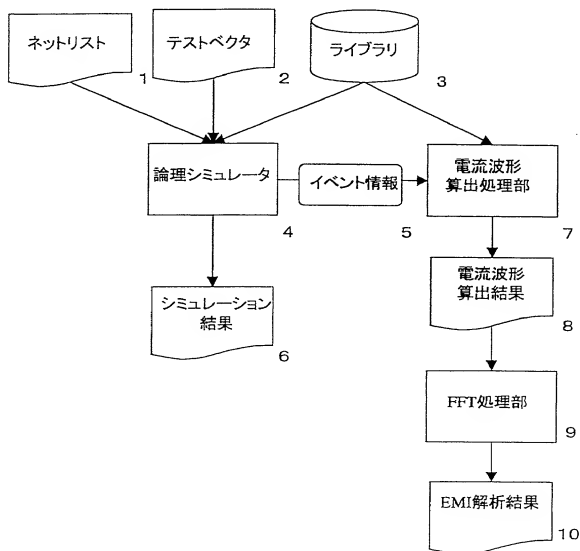 ネットリスト
1
テストベクタ
2
ライブラリ
3
論理シミュレータ
4
イベント情報
5
電流波形
算出処理部
7
シミュレーション
結果
6
電流波形
算出結果
8
FFT処理部
9
EMI解析結果
10